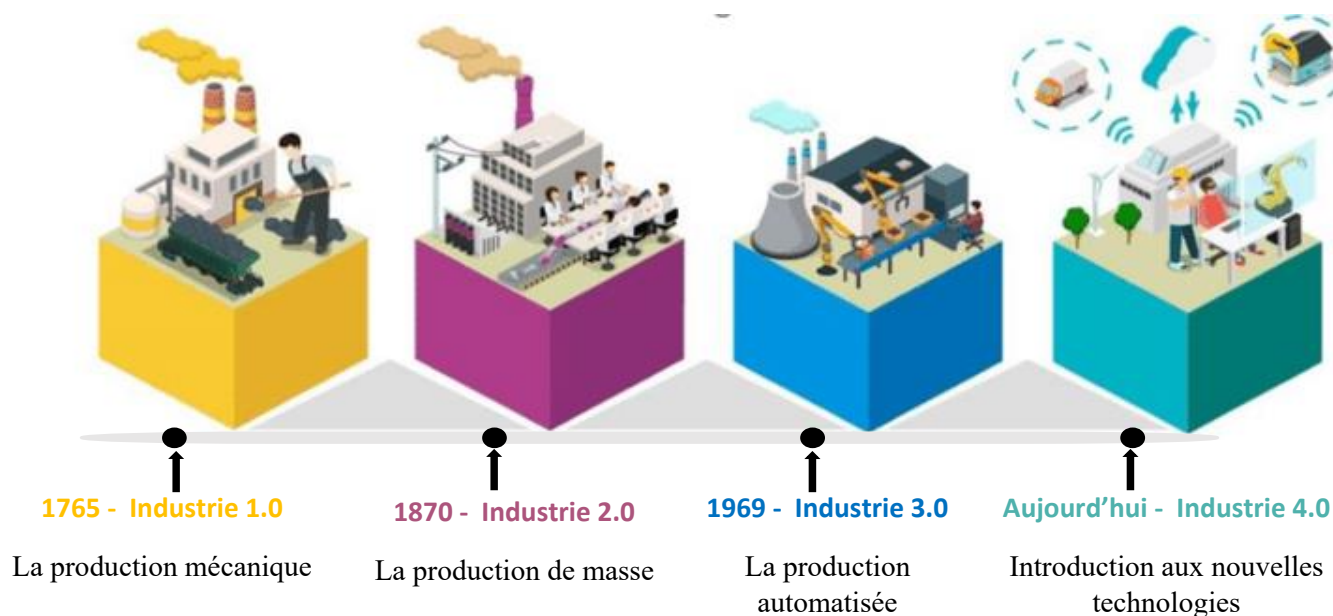 1765 -  Industrie 1.0
La production mécanique
1870 -  Industrie 2.0
La production de masse
1969 - Industrie 3.0
La production
automatisée
Aujourd’hui -  Industrie 4.0
Introduction aux nouvelles
technologies